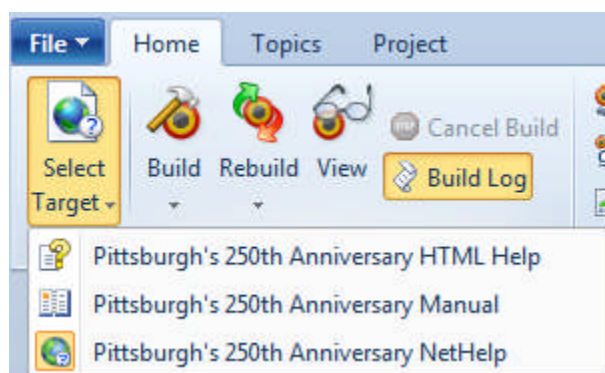 File Home Topics Project
Select Target Build Rebuild View Cancel Build
Build Log
Pittsburgh's 250th Anniversary HTML Help
Pittsburgh's 250th Anniversary Manual
Pittsburgh's 250th Anniversary NetHelp